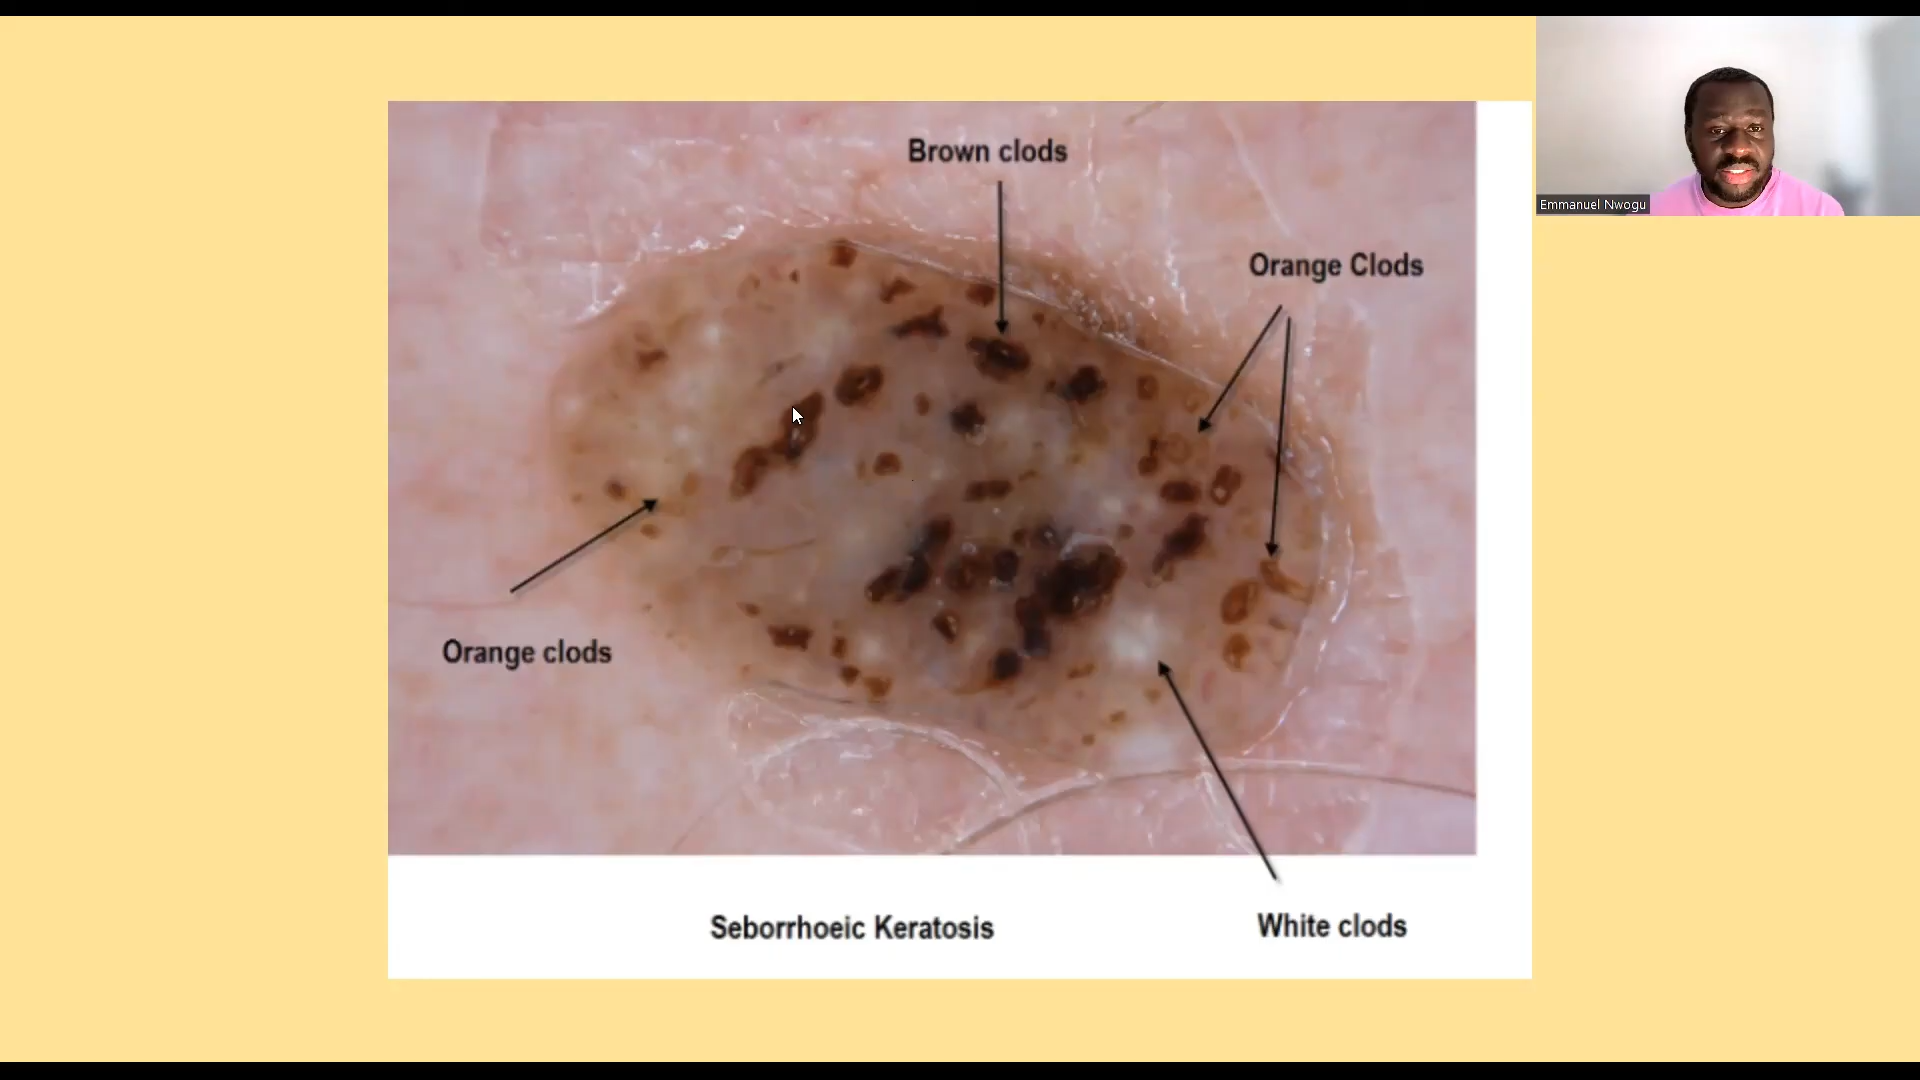 Brown clods
Orange Clods
Orange clods
Seborrhoeic Keratosis
White clods
Emmanuel Nwogu